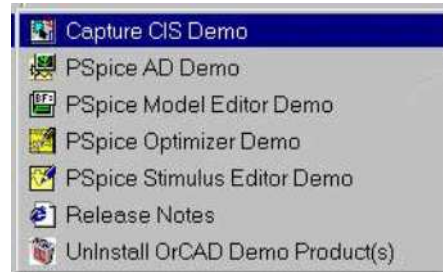 Capture CIS Demo
PSpice AD Demo
PSpice Model Editor Demo
PSpice Optimizer Demo
PSpice Stimulus Editor Demo
Release Notes
UnInstall OrCAD Demo Product(s)